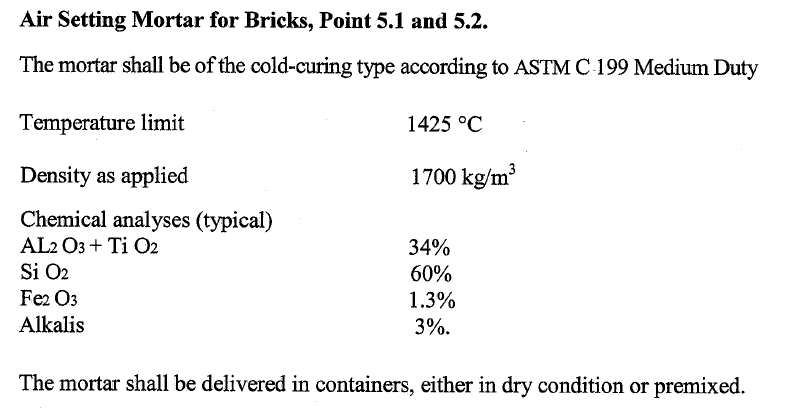 Air Setting Mortar for Bricks, Point 5.1 and 5.2.
The mortar shall be of the cold-curing type according to ASTM C 199 Medium Duty
Temperature limit 1425 °C
Density as applied 1700 kg/m³
Chemical analyses (typical)
AL2 O3 + Ti O2 34%
Si O2 60%
Fe2 O3 1.3%
Alkalis 3%.
The mortar shall be delivered in containers, either in dry condition or premixed.